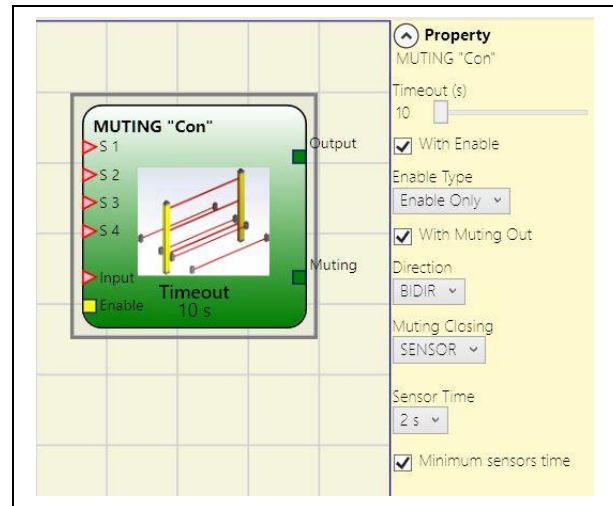 MUTING "Con"
S 1
S 2
S 3
S 4
Input
Enable
Output
Muting
Timeout
10 s
Property
MUTING "Con"
Timeout (s)
10
With Enable
Enable Type
Enable Only
With Muting Out
Direction
BIDIR
Muting Closing
SENSOR
Sensor Time
2 s
Minimum sensors time